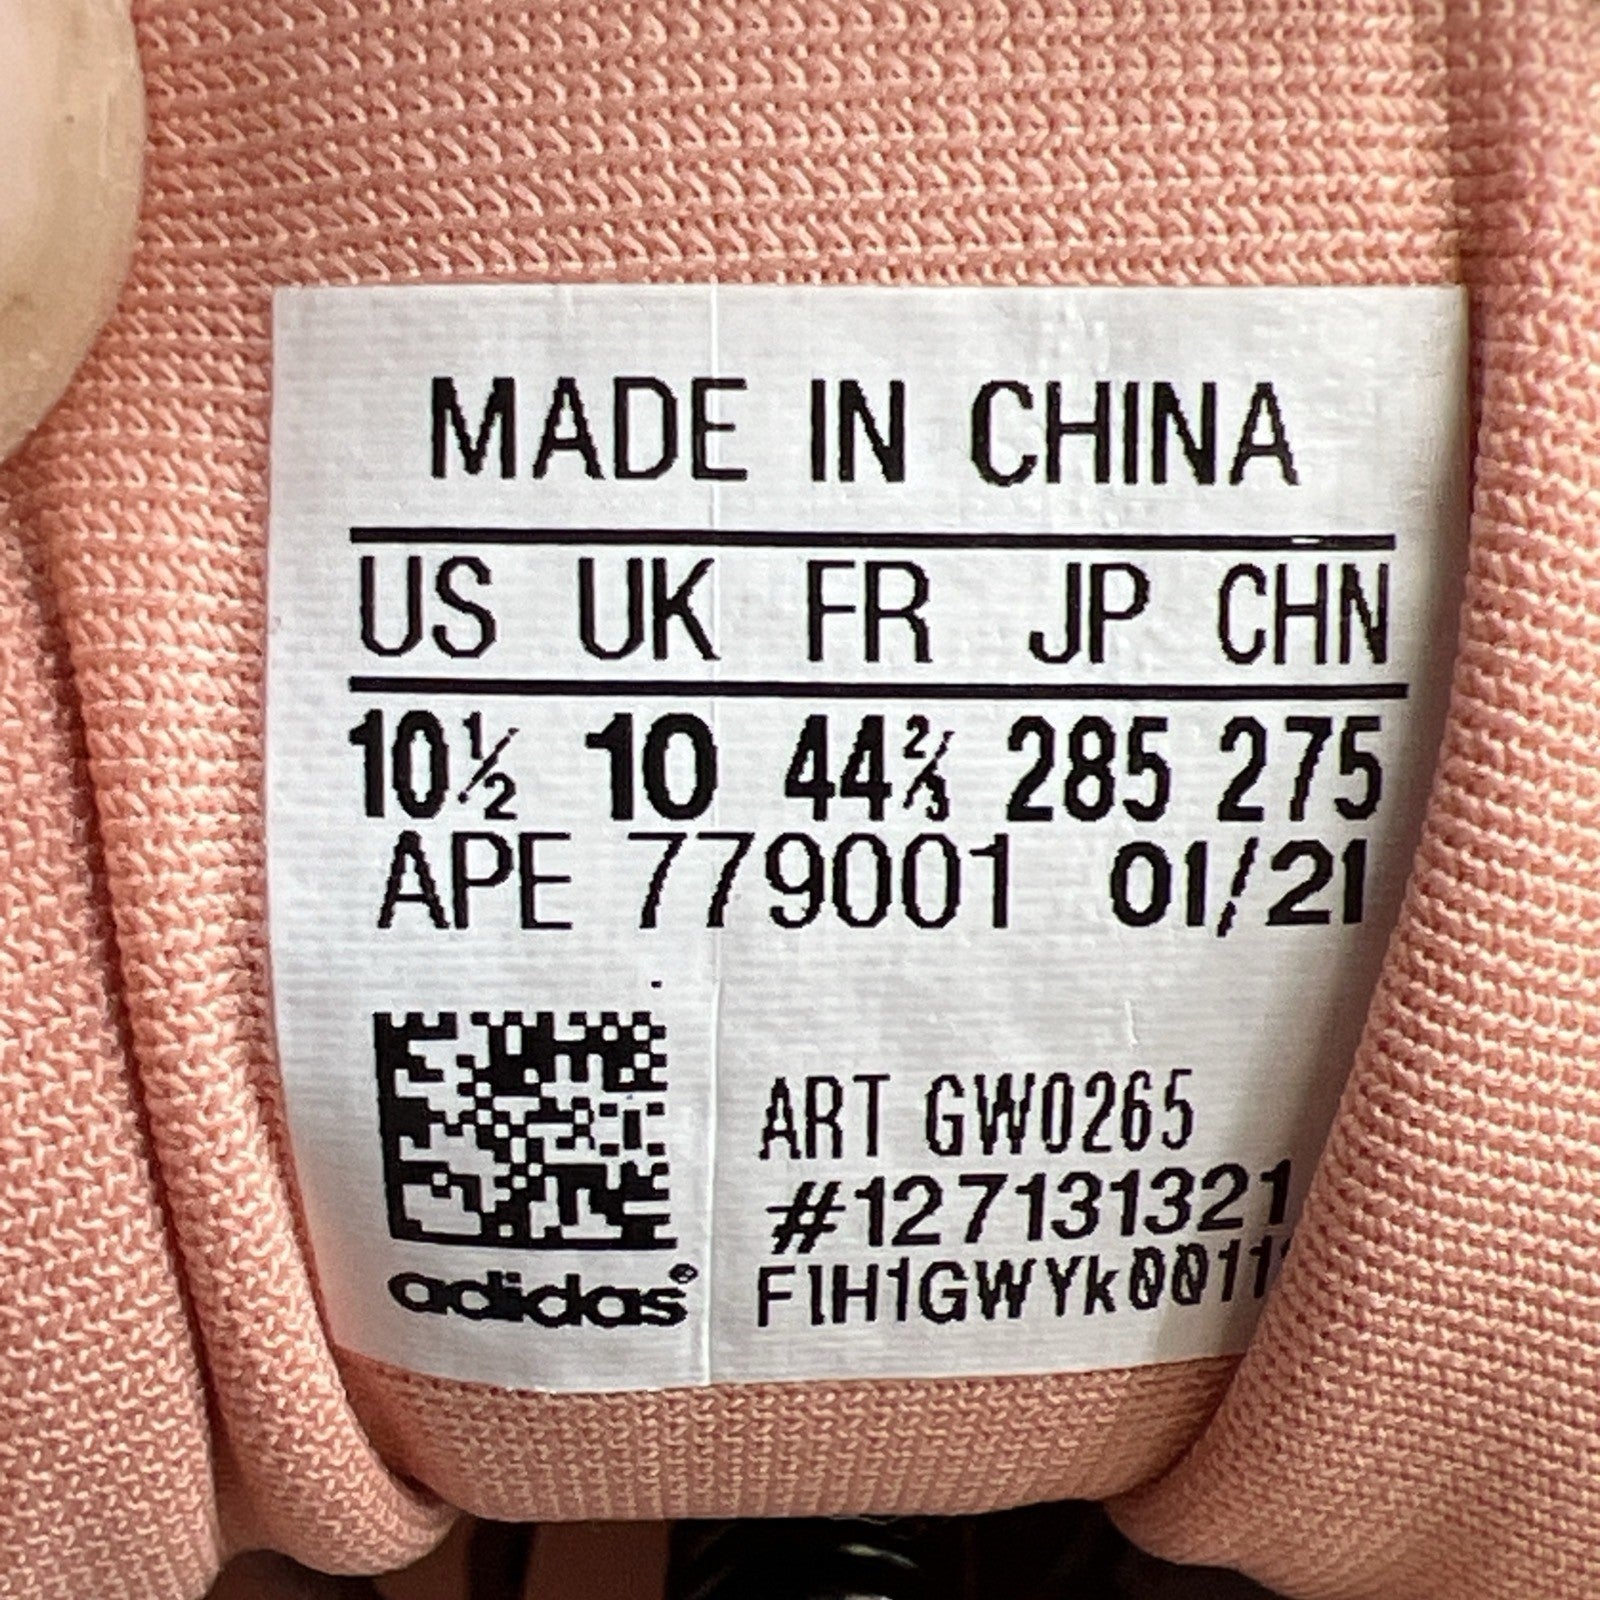 MADE IN CHINA
US UK FR JP CHN
10½ 10 44⅔ 285 275
APE 779001 01/21
ART GW0265
#127131321
adidas®